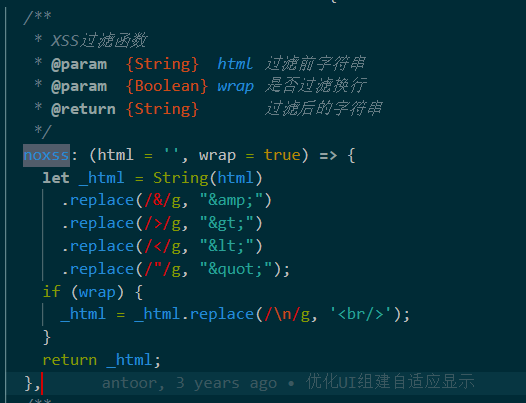 /**
* XSS过滤函数
* @param {String} html 过滤前字符串
* @param {Boolean} wrap 是否过滤换行
* @return {String} 过滤后的字符串
*/
noxss: (html = '', wrap = true) => {
let _html = String(html)
.replace(/&/g, "&amp;")
.replace(/>/g, "&gt;")
.replace(/</g, "&lt;")
.replace(/"/g, "&quot;");
if (wrap) {
_html = _html.replace(/\n/g, '<br/>');
}
return _html;
}, antoor, 3 years ago • 优化UI组建自适应显示
/**